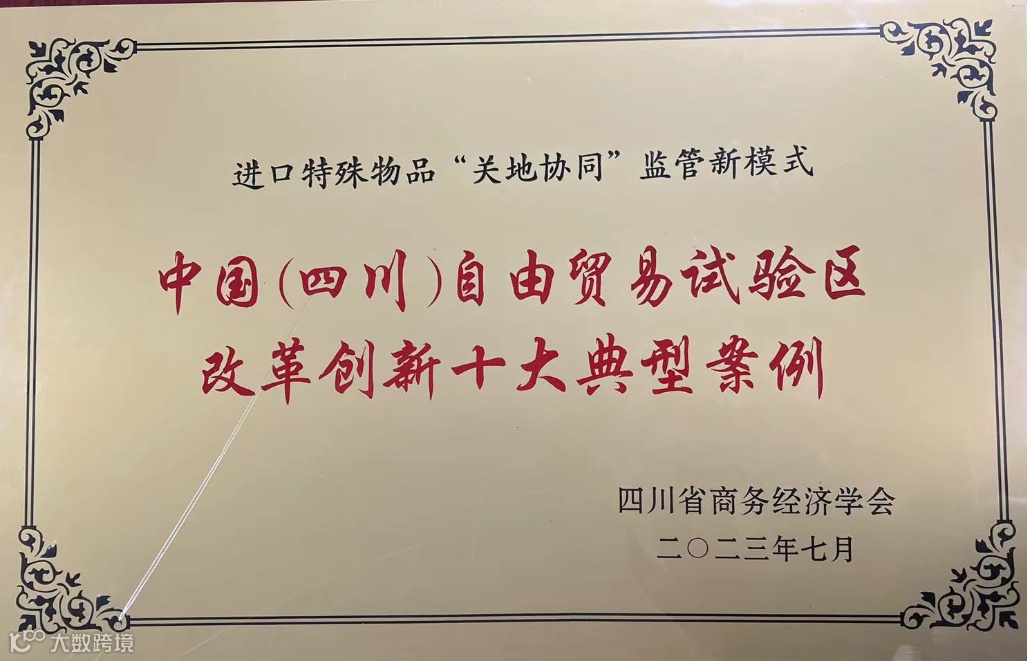 进口特殊物品“关地协同”监管新模式
中国(四川)自由贸易试验区
改革创新十大典型案例
四川省商务经济学会
二〇二三年七月
大数跨境